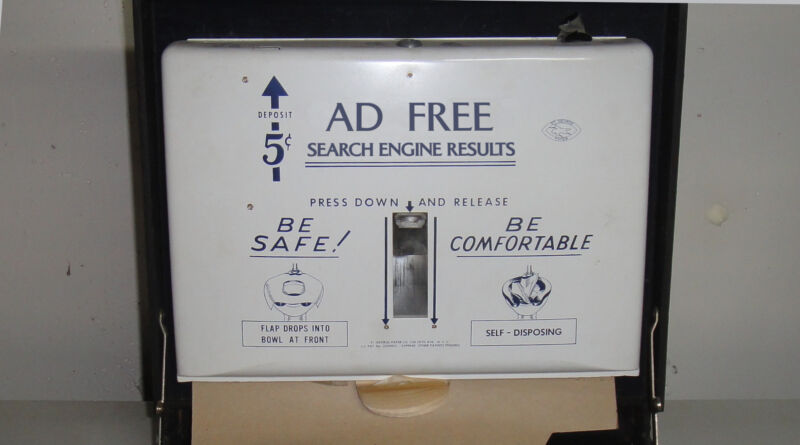 DEPOSIT
5¢
AD FREE
SEARCH ENGINE RESULTS
PRESS DOWN AND RELEASE
BE
SAFE!
BE
COMFORTABLE
FLAP DROPS INTO
BOWL AT FRONT
SELF - DISPOSING